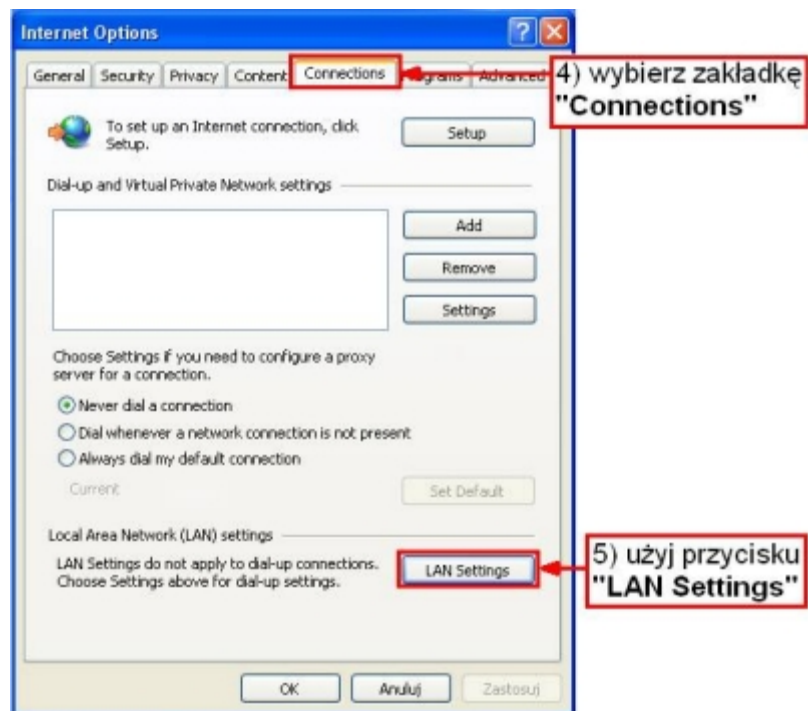 Internet Options
General Security Privacy Content Connections Advanced
4) wybierz zakładkę
"Connections"
To set up an Internet connection, click
Setup.
Setup
Dial-up and Virtual Private Network settings
Add
Remove
Settings
Choose Settings if you need to configure a proxy
server for a connection.
Never dial a connection
Dial whenever a network connection is not present
Always dial my default connection
Current
Set Default
Local Area Network (LAN) settings
LAN Settings do not apply to dial-up connections.
Choose Settings above for dial-up settings.
LAN Settings
5) użyj przycisku
"LAN Settings"
OK Anuluj Zastosuj